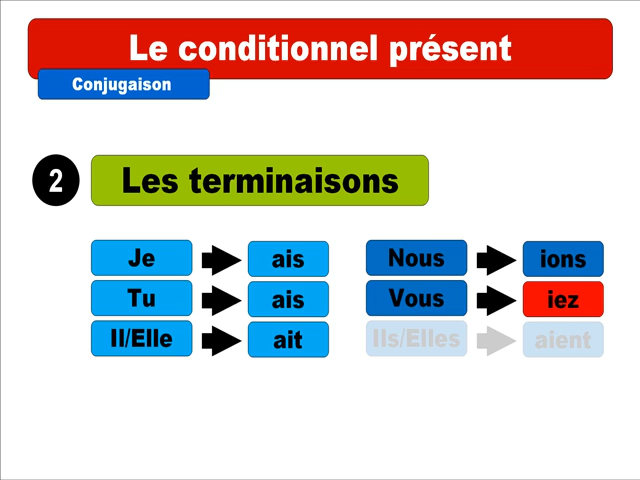 Le conditionnel présent
Conjugaison
2 Les terminaisons
Je ais Nous ions
Tu ais Vous iez
Il/Elle ait Ils/Elles aient